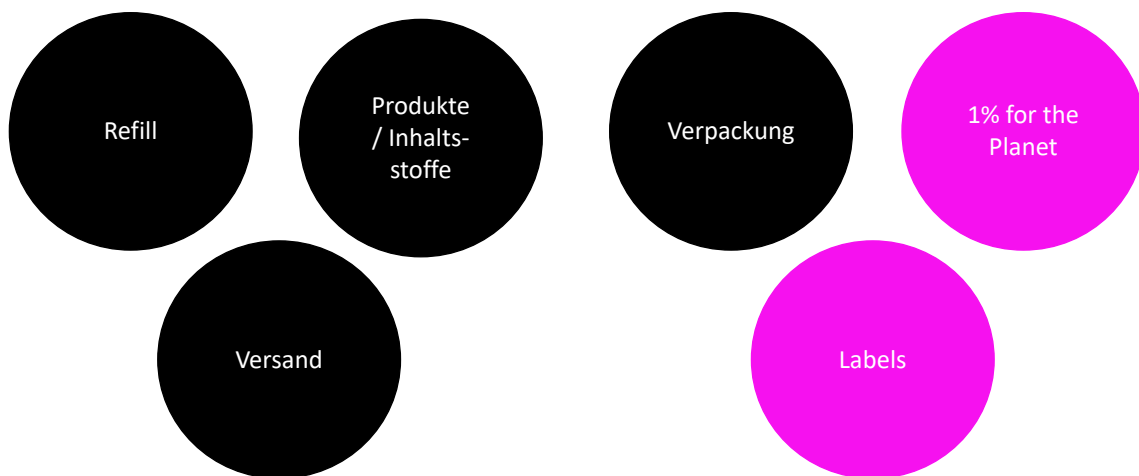 Refill
Produkte
/ Inhalts-
stoffe
Verpackung
1% for the
Planet
Versand
Labels